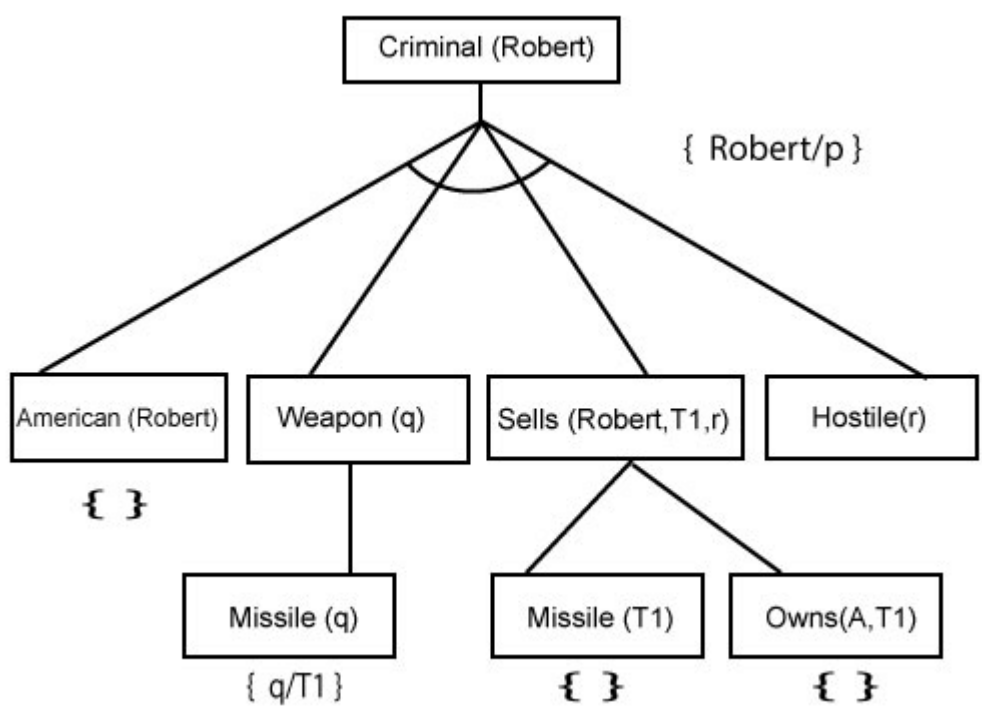 Criminal (Robert)
{ Robert/p }
American (Robert)
Weapon (q)
Sells (Robert,T1,r)
Hostile(r)
{ }
Missile (q)
Missile (T1)
Owns(A,T1)
{ q/T1 }
{ }
{ }